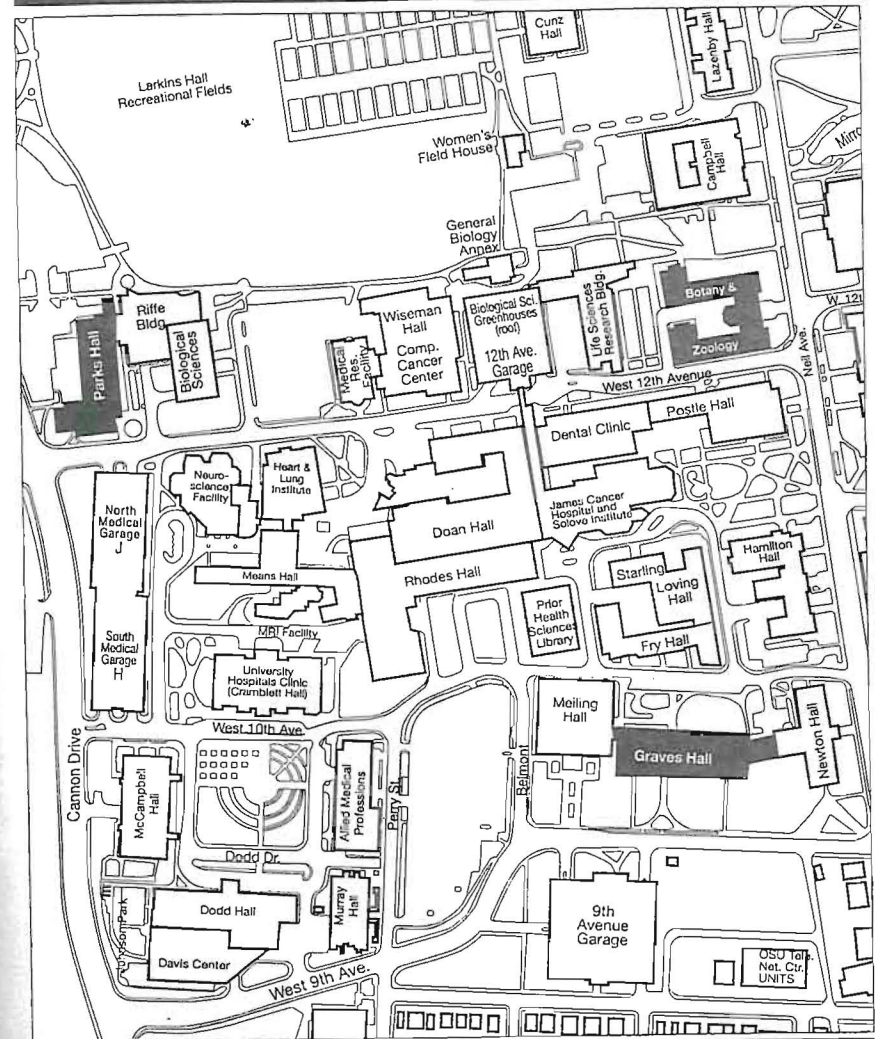 Cunz
Hall
Lazenby Hall
Larkins Hall
Recreational Fields
Women's
Field House
Campbell
Hall
Mirro
General
Biology
Annex
Riffe
Bldg.
Biological
Sciences
Parks Hall
Medical
Res.
Facility
Wiseman
Hall
Comp.
Cancer
Center
Biological Sci.
Greenhouses
(roof)
12th Ave.
Garage
Life Sciences
Research Bldg.
Botany &
Zoology
W. 12th
Neil Ave.
West 12th Avenue
Dental Clinic
Postle Hall
Neuro-
science
Facility
Heart &
Lung
Institute
North
Medical
Garage
J
South
Medical
Garage
H
Doan Hall
James Cancer
Hospital and
Solove Institute
Means Hall
Rhodes Hall
Starling
Loving
Hall
Fry Hall
Hamilton
Hall
Prior
Health
Sciences
Library
MRI Facility
University
Hospitals Clinic
(Cramblett Hall)
West 10th Ave.
Meiling
Hall
Graves Hall
Newton Hall
Cannon Drive
McCampbell
Hall
Allied Medical
Professions
Perry St.
Belmont
Dodd Dr.
Dodd Hall
Davis Center
Murray
Hall
West 9th Ave.
9th
Avenue
Garage
OSU Tele.
Net. Ctr.
UNITS